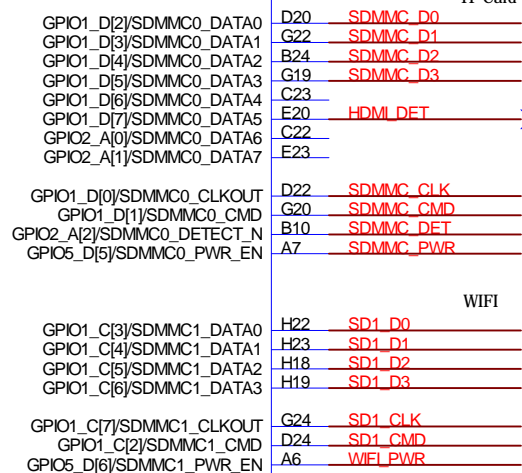 GPIO1_D[2]/SDMMC0_DATA0 D20 SDMMC_D0
GPIO1_D[3]/SDMMC0_DATA1 G22 SDMMC_D1
GPIO1_D[4]/SDMMC0_DATA2 B24 SDMMC_D2
GPIO1_D[5]/SDMMC0_DATA3 G19 SDMMC_D3
GPIO1_D[6]/SDMMC0_DATA4 C23
GPIO1_D[7]/SDMMC0_DATA5 E20 HDMI_DET
GPIO2_A[0]/SDMMC0_DATA6 C22
GPIO2_A[1]/SDMMC0_DATA7 E23
GPIO1_D[0]/SDMMC0_CLKOUT D22 SDMMC_CLK
GPIO1_D[1]/SDMMC0_CMD G20 SDMMC_CMD
GPIO2_A[2]/SDMMC0_DETECT_N B10 SDMMC_DET
GPIO5_D[5]/SDMMC0_PWR_EN A7 SDMMC_PWR
WIFI
GPIO1_C[3]/SDMMC1_DATA0 H22 SD1_D0
GPIO1_C[4]/SDMMC1_DATA1 H23 SD1_D1
GPIO1_C[5]/SDMMC1_DATA2 H18 SD1_D2
GPIO1_C[6]/SDMMC1_DATA3 H19 SD1_D3
GPIO1_C[7]/SDMMC1_CLKOUT G24 SD1_CLK
GPIO1_C[2]/SDMMC1_CMD D24 SD1_CMD
GPIO5_D[6]/SDMMC1_PWR_EN A6 WIFI_PWR